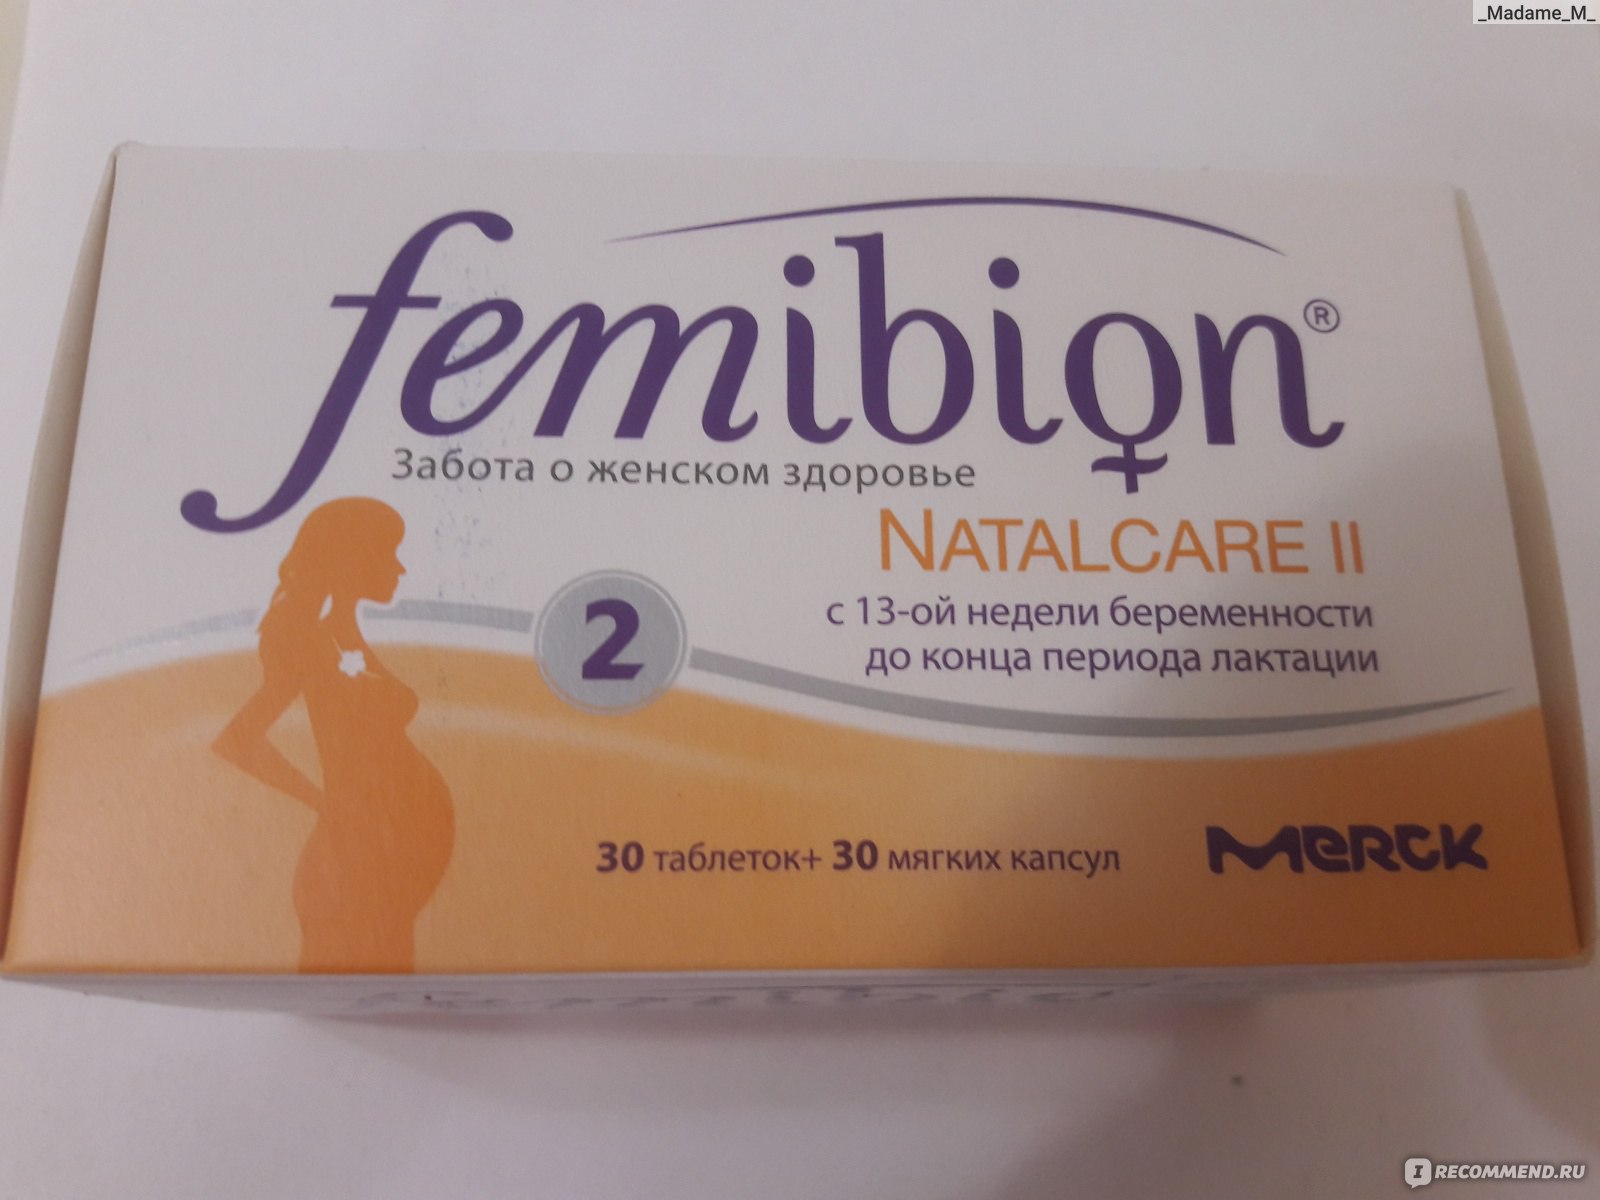 _Madame_M_
femibion®
Забота о женском здоровье
NATALCARE II
2
с 13-ой недели беременности
до конца периода лактации
30 таблеток+ 30 мягких капсул
MERCK
IRECOMMEND.RU